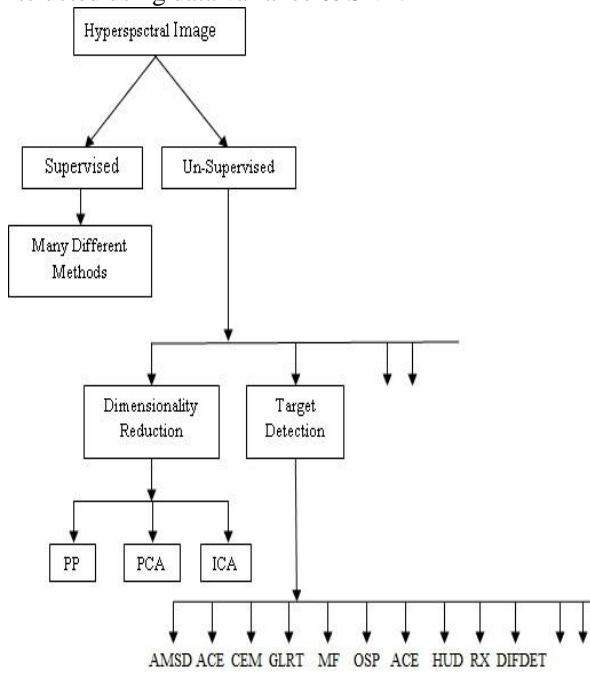 Hyperspsctral Image
Supervised
Un-Supervised
Many Different
Methods
Dimensionality
Reduction
Target
Detection
PP
PCA
ICA
AMSD ACE CEM GLRT MF OSP ACE HUD RX DIFDET